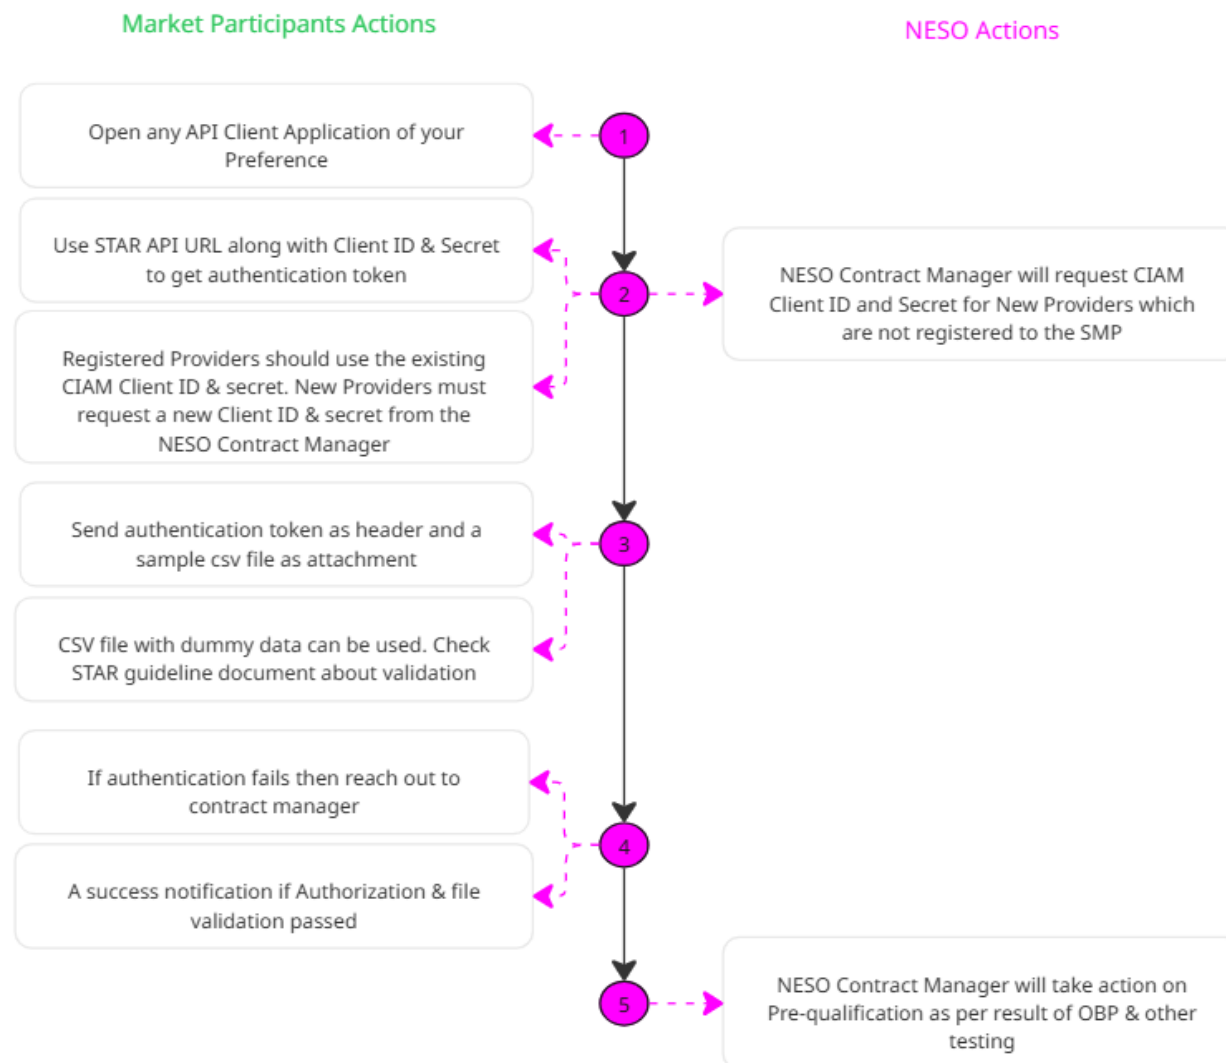 Market Participants Actions
NESO Actions
1
Open any API Client Application of your
Preference
2
Use STAR API URL along with Client ID & Secret
to get authentication token
Registered Providers should use the existing
CIAM Client ID & secret. New Providers must
request a new Client ID & secret from the
NESO Contract Manager
NESO Contract Manager will request CIAM
Client ID and Secret for New Providers which
are not registered to the SMP
3
Send authentication token as header and a
sample csv file as attachment
CSV file with dummy data can be used. Check
STAR guideline document about validation
4
If authentication fails then reach out to
contract manager
A success notification if Authorization & file
validation passed
5
NESO Contract Manager will take action on
Pre-qualification as per result of OBP & other
testing